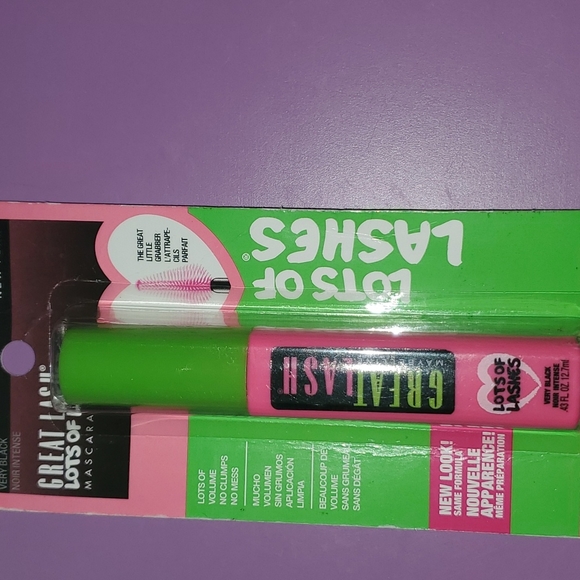 VERY BLACK
NOIR INTENSE
GREAT LASH®
LOTS OF
MASCARA
THE GREAT
LITTLE
GRABBER
L'ATTRAPE-
CILS
PARFAIT
LOTS OF
LASHES®
GREAT LASH
LOTS OF
LASHES
VERY BLACK
NOIR INTENSE
.43 FL. OZ. 12.7ml
LOTS OF
VOLUME
NO CLUMPS
NO MESS
MUCHO
VOLUMEN
SIN GRUMOS
APLICACIÓN
LIMPIA
BEAUCOUP DE
VOLUME
SANS GRUMEAU
SANS DÉGÂT
NEW LOOK!
SAME FORMULA
NOUVELLE
APPARENCE!
MÊME PRÉPARATION